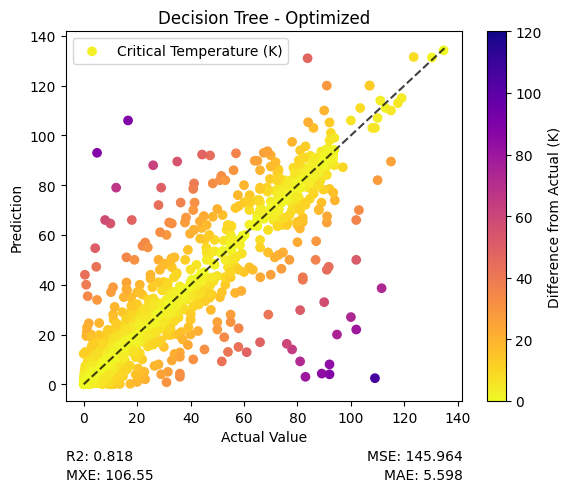 Decision Tree - Optimized
Critical Temperature (K)
Prediction
140
120
100
80
60
40
20
0
0 20 40 60 80 100 120 140
Actual Value
120
100
80
60
40
20
0
Difference from Actual (K)
R2: 0.818 MSE: 145.964
MXE: 106.55 MAE: 5.598